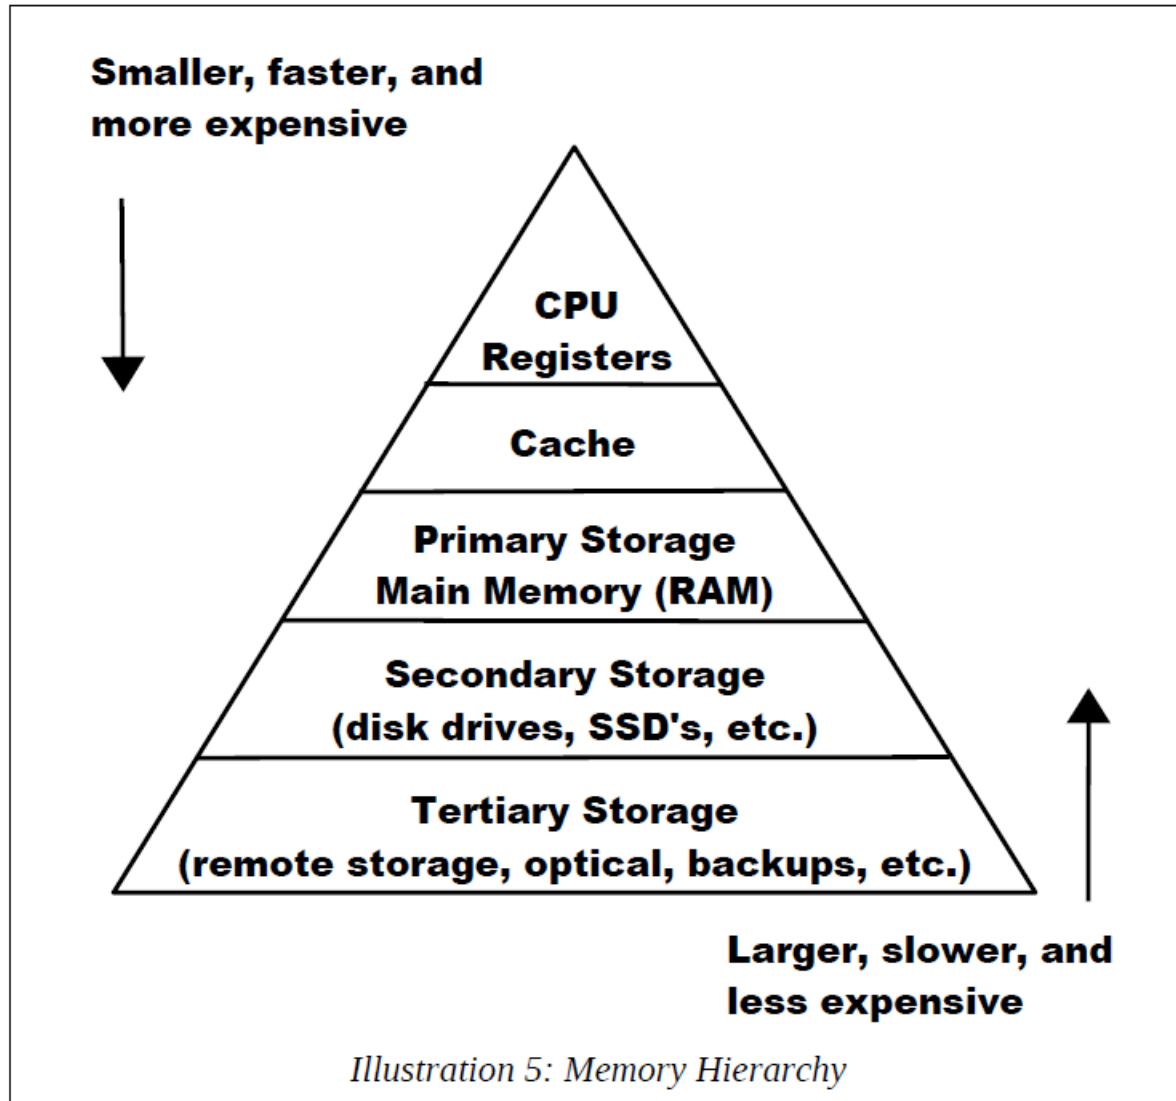 Smaller, faster, and
more expensive
CPU
Registers
Cache
Primary Storage
Main Memory (RAM)
Secondary Storage
(disk drives, SSD's, etc.)
Tertiary Storage
(remote storage, optical, backups, etc.)
Larger, slower, and
less expensive
Illustration 5: Memory Hierarchy